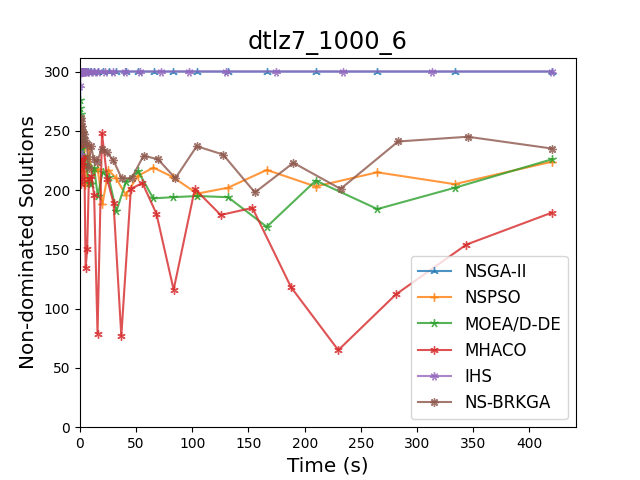 dtlz7_1000_6
Non-dominated Solutions
300
250
200
150
100
50
0
NSGA-II
NSPSO
MOEA/D-DE
MHACO
IHS
NS-BRKGA
0 50 100 150 200 250 300 350 400
Time (s)